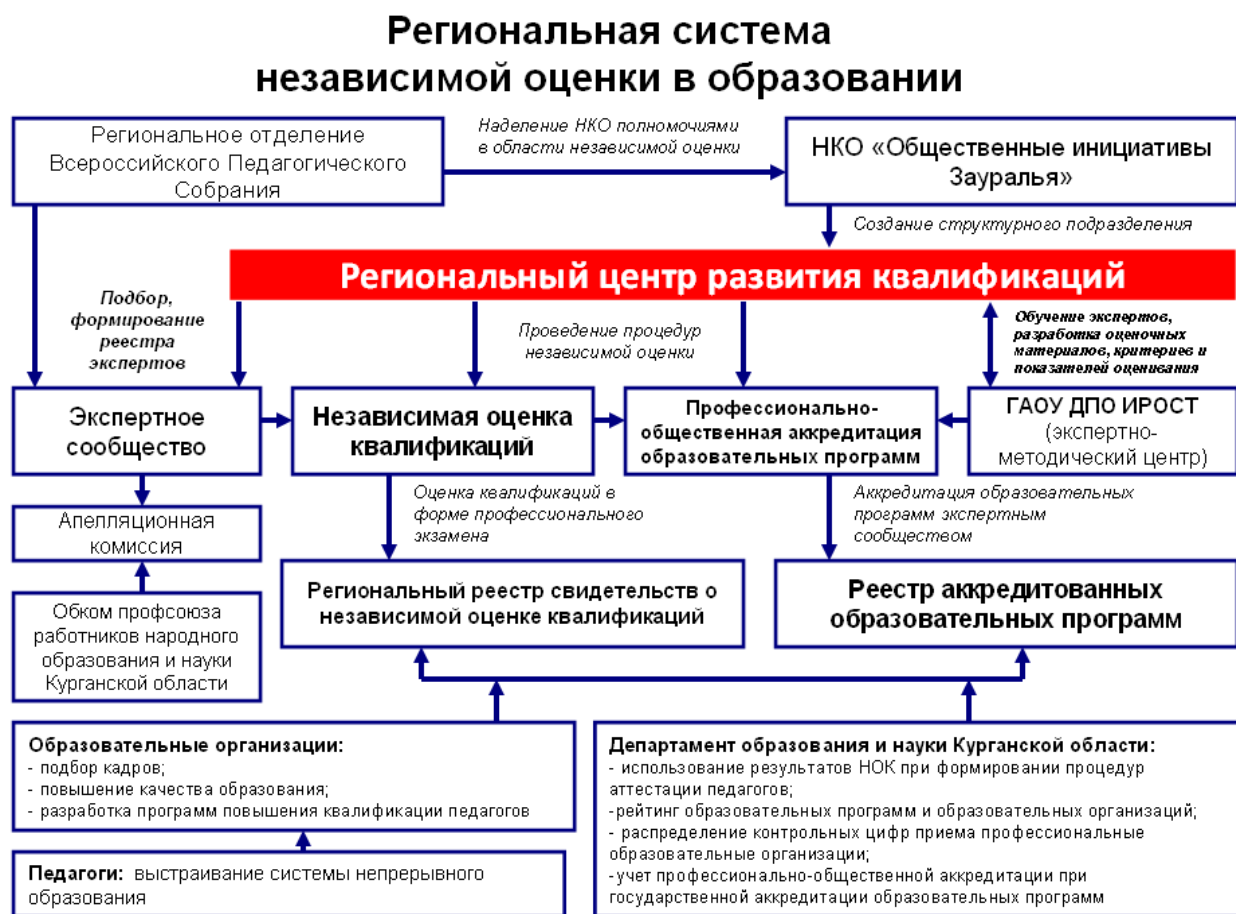 Региональная система
независимой оценки в образовании
Региональное отделение
Всероссийского Педагогического
Собрания
Наделение НКО полномочиями
в области независимой оценки
НКО «Общественные инициативы
Зауралья»
Создание структурного подразделения
Региональный центр развития квалификаций
Подбор,
формирование
реестра
экспертов
Проведение процедур
независимой оценки
Обучение экспертов,
разработка оценочных
материалов, критериев и
показателей оценивания
Экспертное
сообщество
Независимая оценка
квалификаций
Профессионально-
общественная аккредитация
образовательных программ
ГАОУ ДПО ИРОСТ
(экспертно-
методический центр)
Оценка квалификаций в
форме профессионального
экзамена
Аккредитация образовательных
программ экспертным
сообществом
Апелляционная
комиссия
Региональный реестр свидетельств о
независимой оценке квалификаций
Реестр аккредитованных
образовательных программ
Обком профсоюза
работников народного
образования и науки
Курганской области
Образовательные организации:
- подбор кадров;
- повышение качества образования;
- разработка программ повышения квалификации педагогов
Департамент образования и науки Курганской области:
- использование результатов НОК при формировании процедур
аттестации педагогов;
-рейтинг образовательных программ и образовательных организаций;
- распределение контрольных цифр приема профессиональные
образовательные организации;
-учет профессионально-общественной аккредитации при
государственной аккредитации образовательных программ
Педагоги: выстраивание системы непрерывного
образования